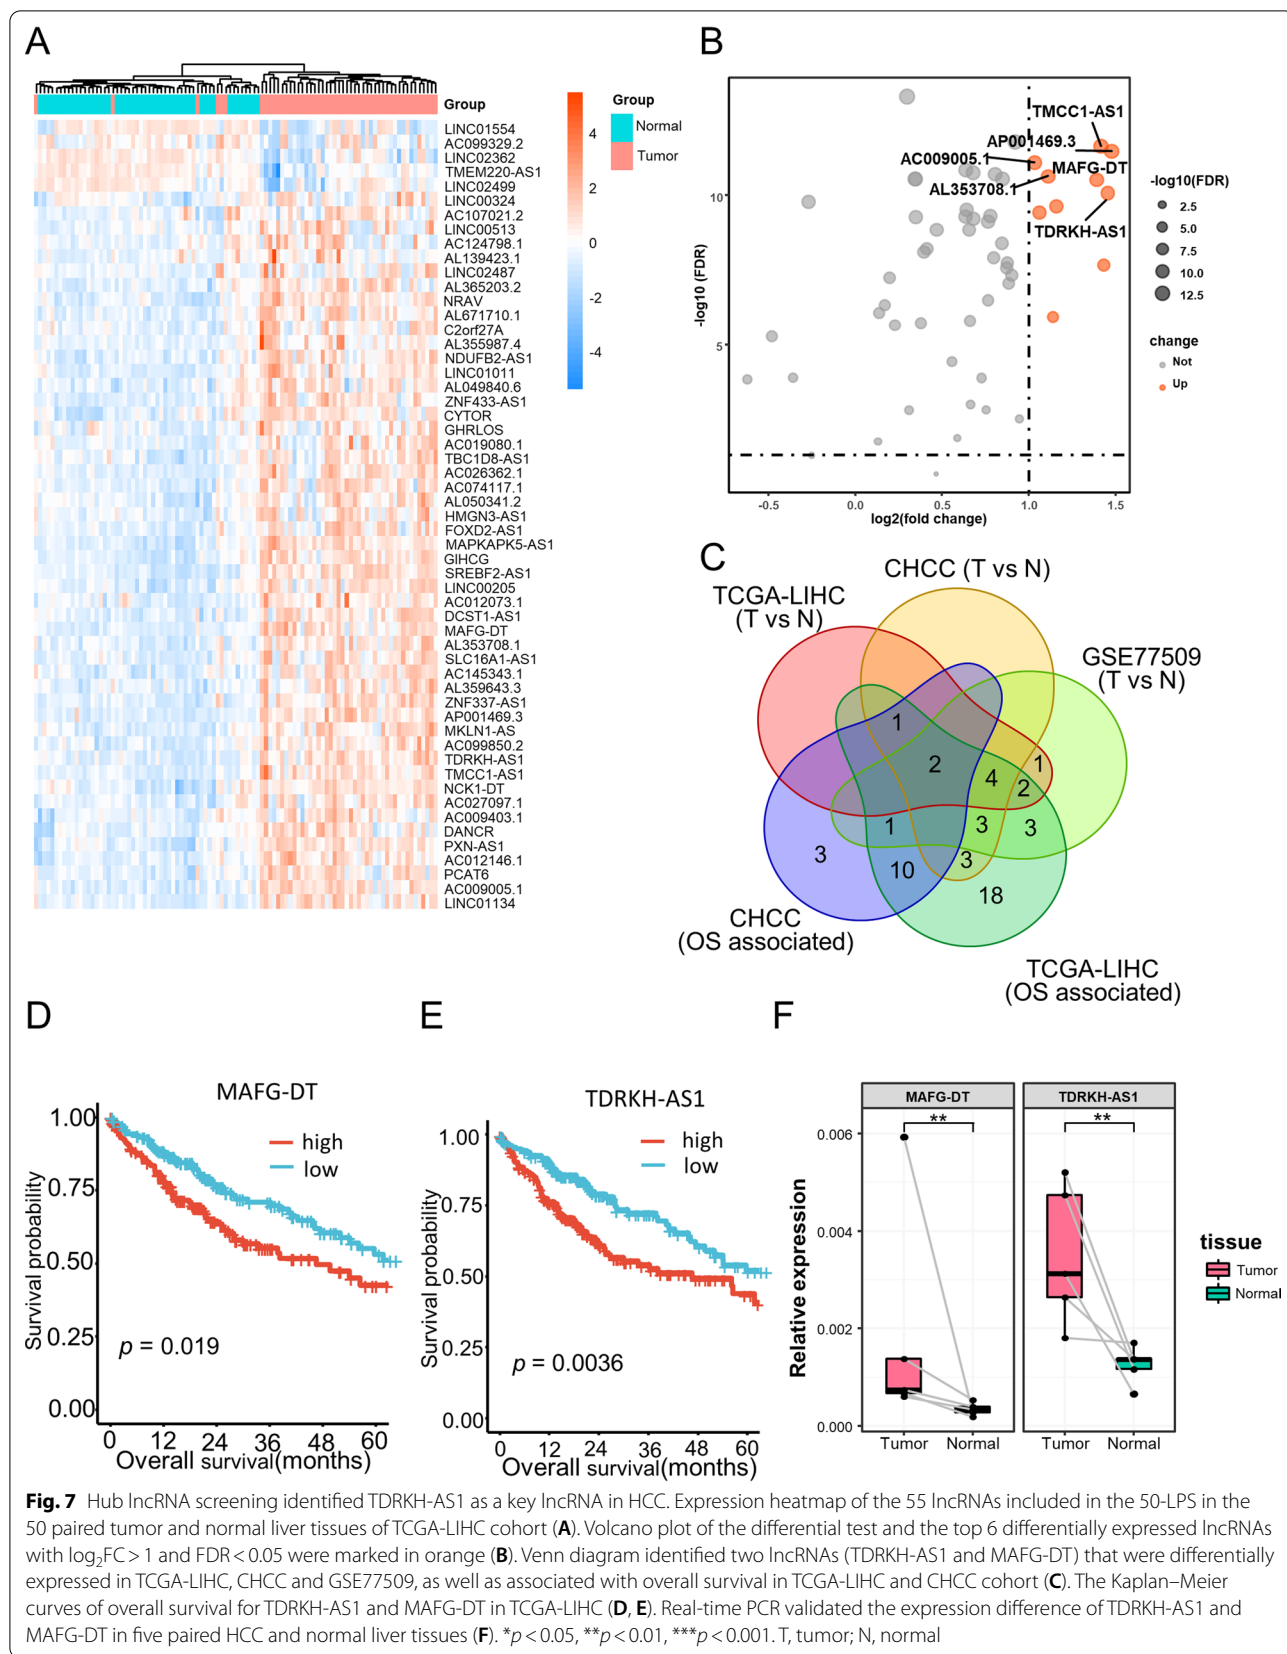 A
Group
LINC01554
AC099329.2
LINC02362
TMEM220-AS1
LINC02499
LINC00324
AC107021.2
LINC00513
AC124798.1
AL139423.1
LINC02487
AL365203.2
NRAV
AL671710.1
C2orf27A
AL355987.4
NDUFB2-AS1
LINC01011
AL049840.6
ZNF433-AS1
CYTOR
GHRLOS
AC019080.1
TBC1D8-AS1
AC026362.1
AC074117.1
AL050341.2
HMGN3-AS1
FOXD2-AS1
MAPKAPK5-AS1
GIHCG
SREBF2-AS1
LINC00205
AC012073.1
DCST1-AS1
MAFG-DT
AL353708.1
SLC16A1-AS1
AC145343.1
AL359643.3
ZNF337-AS1
AP001469.3
MKLN1-AS
AC099850.2
TDRKH-AS1
TMCC1-AS1
NCK1-DT
AC027097.1
AC009403.1
DANCR
PXN-AS1
AC012146.1
PCAT6
AC009005.1
LINC01134
4
2
0
-2
-4
Group
Normal
Tumor
B
TMCC1-AS1
AP001469.3
AC009005.1
MAFG-DT
AL353708.1
TDRKH-AS1
-log10 (FDR)
10
5
-0.5
0.0
0.5
1.0
1.5
log2(fold change)
-log10(FDR)
2.5
5.0
7.5
10.0
12.5
change
Not
Up
C
CHCC (T vs N)
TCGA-LIHC
(T vs N)
GSE77509
(T vs N)
1
2
4
1
2
1
3
3
3
10
3
18
CHCC
(OS associated)
TCGA-LIHC
(OS associated)
D
MAFG-DT
high
low
Survival probability
1.00
0.75
0.50
0.25
0.00
p = 0.019
0 12 24 36 48 60
Overall survival(months)
E
TDRKH-AS1
high
low
Survival probability
1.00
0.75
0.50
0.25
0.00
p = 0.0036
0 12 24 36 48 60
Overall survival(months)
F
MAFG-DT
TDRKH-AS1
**
**
Relative expression
0.006
0.004
0.002
0.000
Tumor Normal
Tumor Normal
tissue
Tumor
Normal
Fig. 7 Hub lncRNA screening identified TDRKH-AS1 as a key lncRNA in HCC. Expression heatmap of the 55 lncRNAs included in the 50-LPS in the
50 paired tumor and normal liver tissues of TCGA-LIHC cohort (A). Volcano plot of the differential test and the top 6 differentially expressed lncRNAs
with log₂FC > 1 and FDR < 0.05 were marked in orange (B). Venn diagram identified two lncRNAs (TDRKH-AS1 and MAFG-DT) that were differentially
expressed in TCGA-LIHC, CHCC and GSE77509, as well as associated with overall survival in TCGA-LIHC and CHCC cohort (C). The Kaplan–Meier
curves of overall survival for TDRKH-AS1 and MAFG-DT in TCGA-LIHC (D, E). Real-time PCR validated the expression difference of TDRKH-AS1 and
MAFG-DT in five paired HCC and normal liver tissues (F). *p < 0.05, **p < 0.01, ***p < 0.001. T, tumor; N, normal